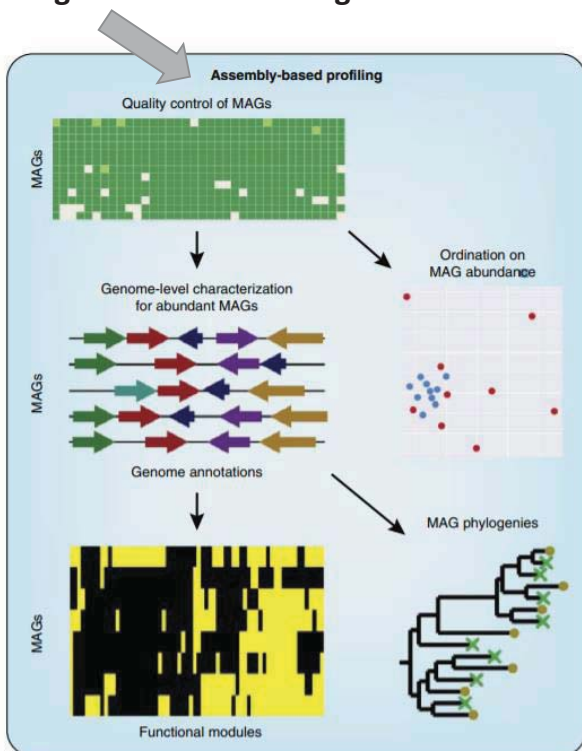 Assembly-based profiling
Quality control of MAGs
MAGs
Ordination on
MAG abundance
Genome-level characterization
for abundant MAGs
MAGs
Genome annotations
MAG phylogenies
MAGs
Functional modules